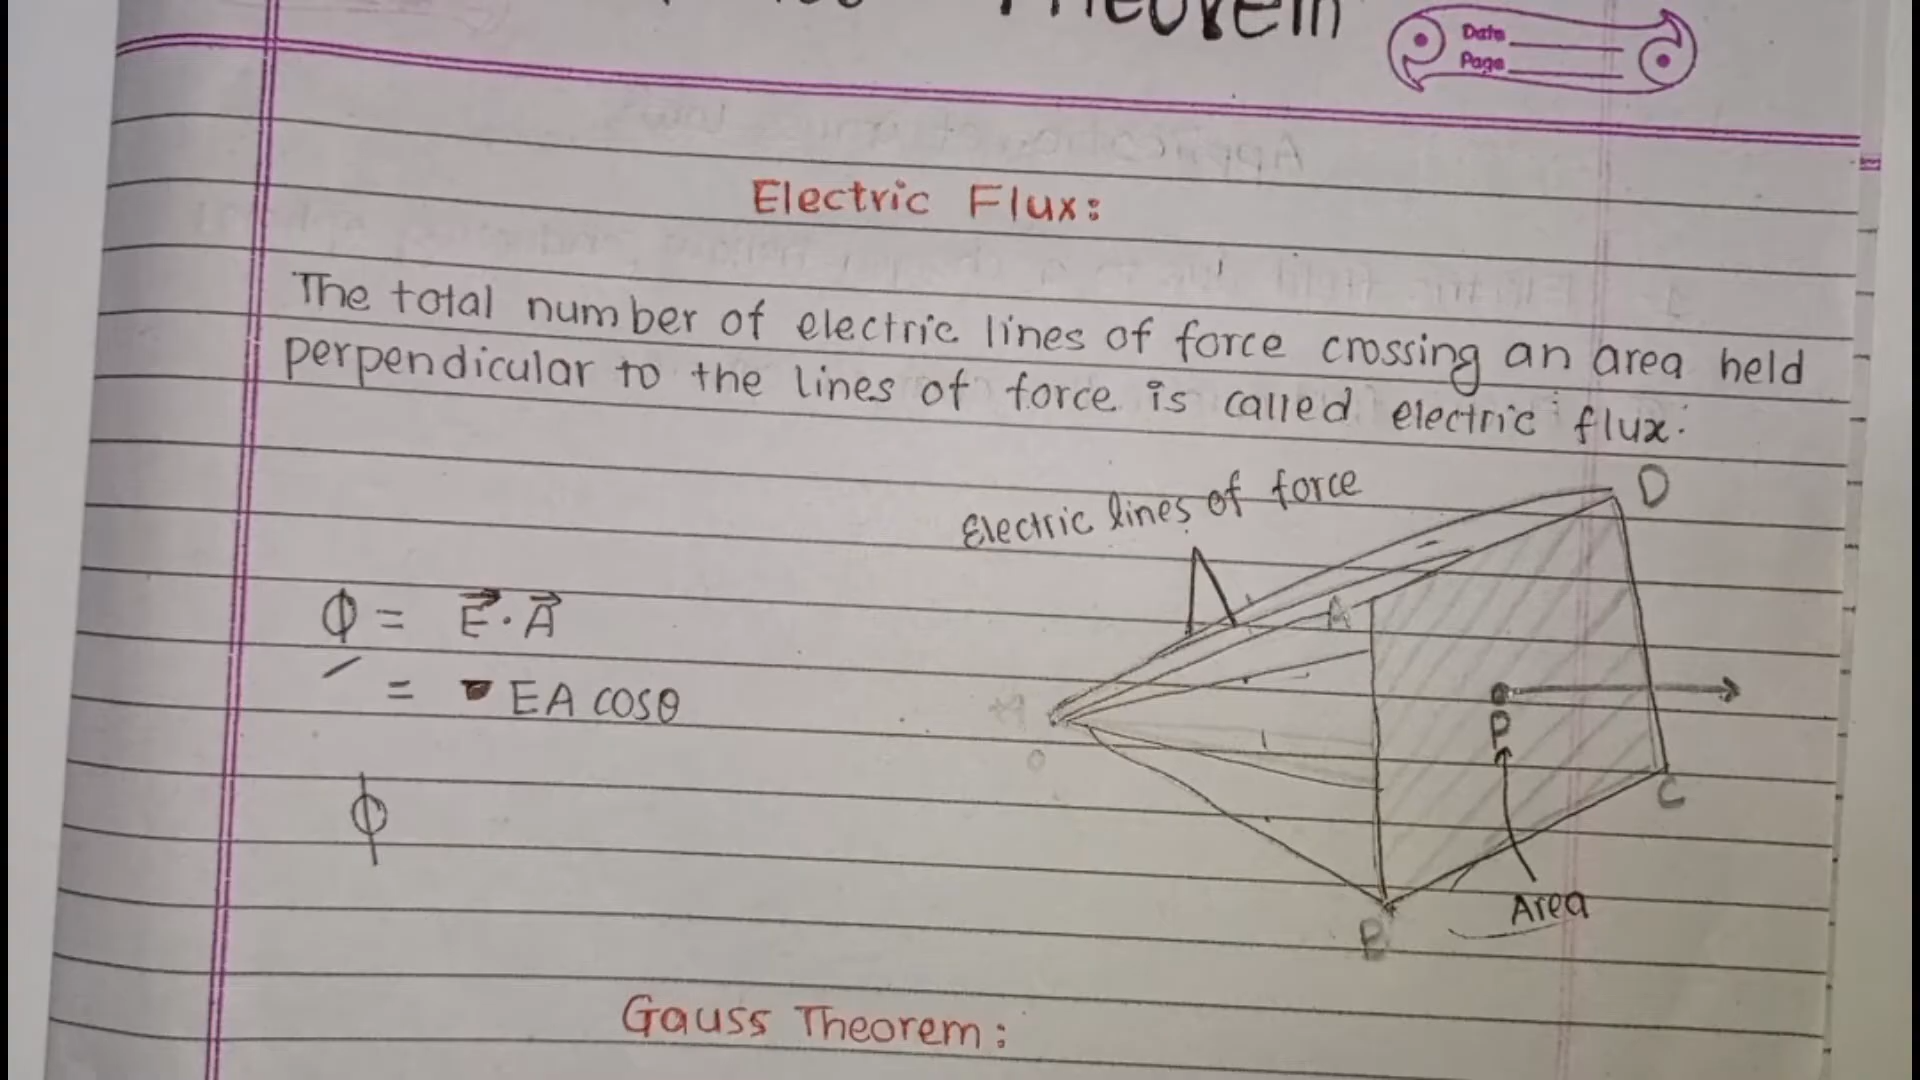 Theorem
Date
Page
Electric Flux:
The total number of electric lines of force crossing an area held
perpendicular to the lines of force is called electric flux.
Electric lines of force
D
A
ϕ = E⃗ · A⃗
= EA cosθ
P
O
C
ϕ
Area
B
Gauss Theorem: